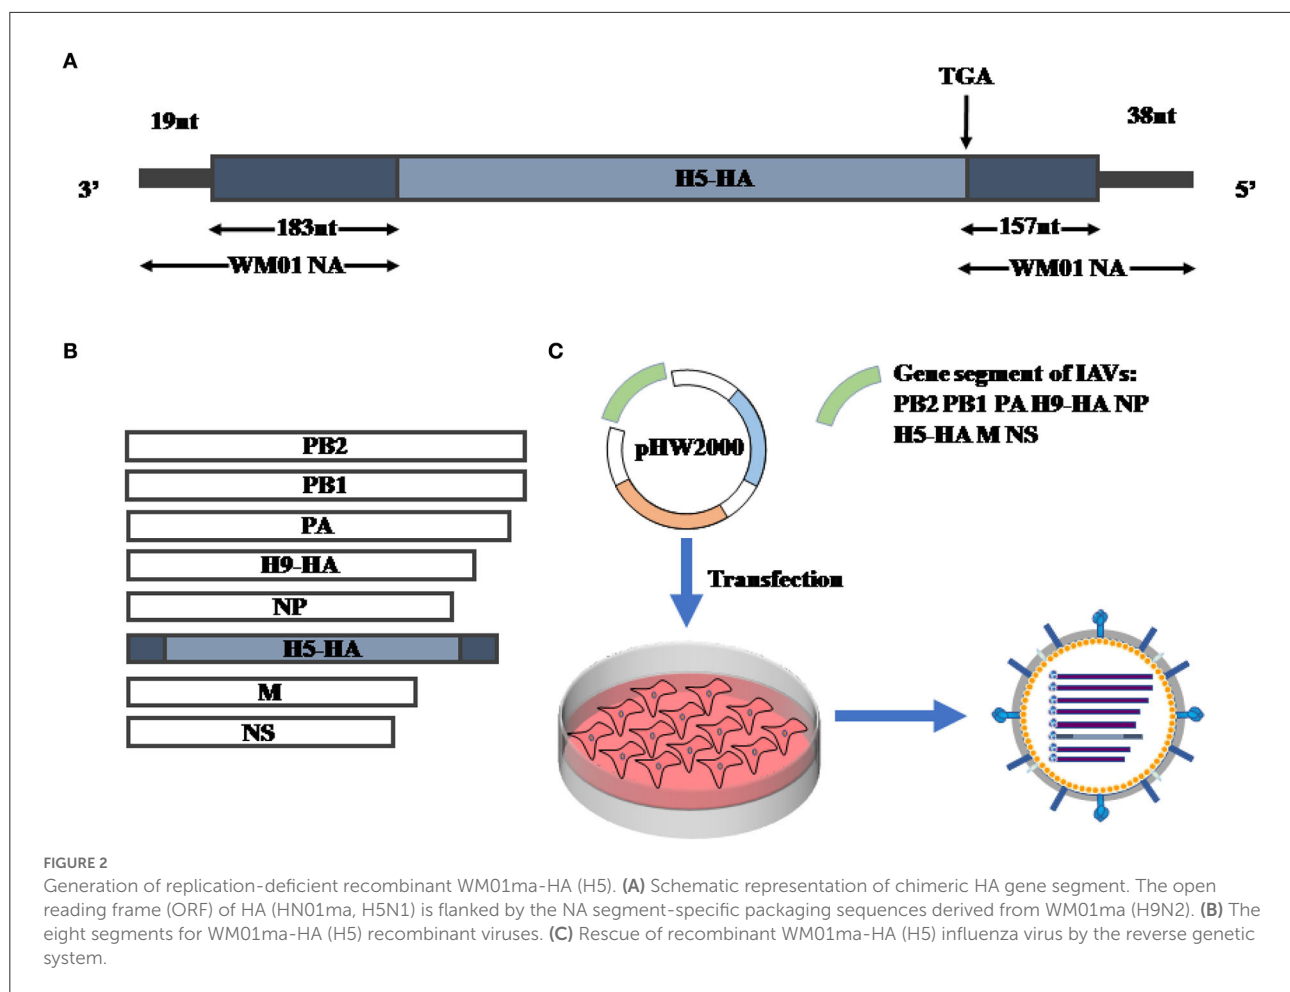 A
TGA
19nt
38nt
3’
H5-HA
5’
183nt
157nt
WM01 NA
WM01 NA
B
PB2
PB1
PA
H9-HA
NP
H5-HA
M
NS
C
pHW2000
Gene segment of IAVs:
PB2 PB1 PA H9-HA NP
H5-HA M NS
Transfection
FIGURE 2
Generation of replication-deficient recombinant WM01ma-HA (H5). (A) Schematic representation of chimeric HA gene segment. The open
reading frame (ORF) of HA (HN01ma, H5N1) is flanked by the NA segment-specific packaging sequences derived from WM01ma (H9N2). (B) The
eight segments for WM01ma-HA (H5) recombinant viruses. (C) Rescue of recombinant WM01ma-HA (H5) influenza virus by the reverse genetic
system.